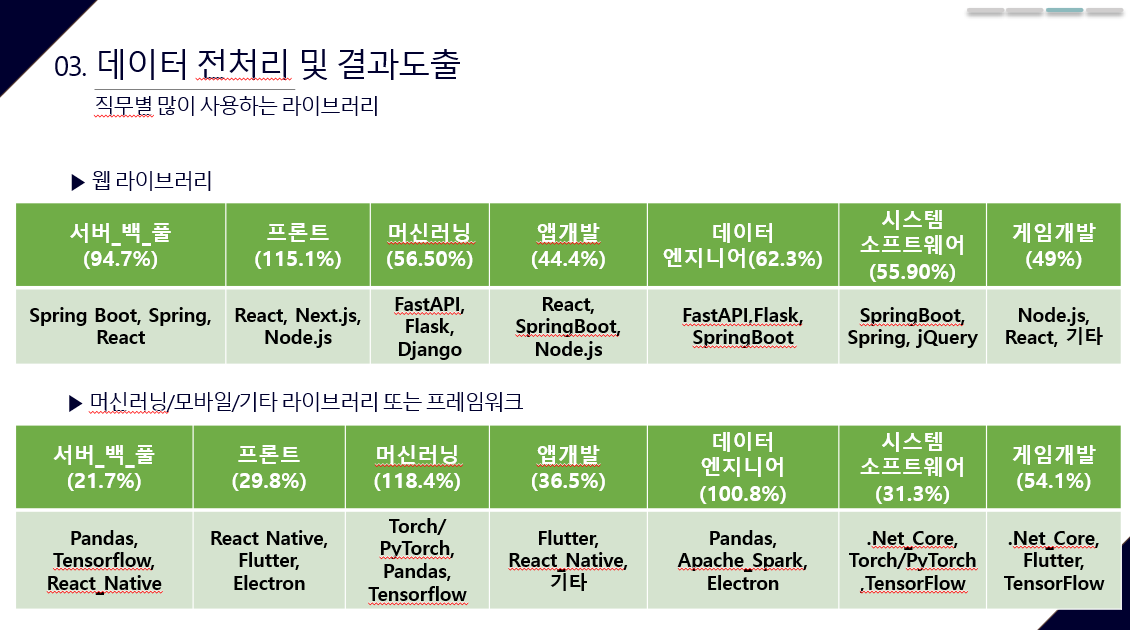 03. 데이터 전처리 및 결과도출
직무별 많이 사용하는 라이브러리
▶ 웹 라이브러리
서버_백_풀
(94.7%)
프론트
(115.1%)
머신러닝
(56.50%)
앱개발
(44.4%)
데이터
엔지니어(62.3%)
시스템
소프트웨어
(55.90%)
게임개발
(49%)
Spring Boot, Spring,
React
React, Next.js,
Node.js
FastAPI,
Flask,
Django
React,
SpringBoot,
Node.js
FastAPI,Flask,
SpringBoot
SpringBoot,
Spring, jQuery
Node.js,
React, 기타
▶ 머신러닝/모바일/기타 라이브러리 또는 프레임워크
서버_백_풀
(21.7%)
프론트
(29.8%)
머신러닝
(118.4%)
앱개발
(36.5%)
데이터
엔지니어
(100.8%)
시스템
소프트웨어
(31.3%)
게임개발
(54.1%)
Pandas,
Tensorflow,
React_Native
React Native,
Flutter,
Electron
Torch/
PyTorch,
Pandas,
Tensorflow
Flutter,
React_Native,
기타
Pandas,
Apache_Spark,
Electron
.Net_Core,
Torch/PyTorch
,TensorFlow
.Net_Core,
Flutter,
TensorFlow